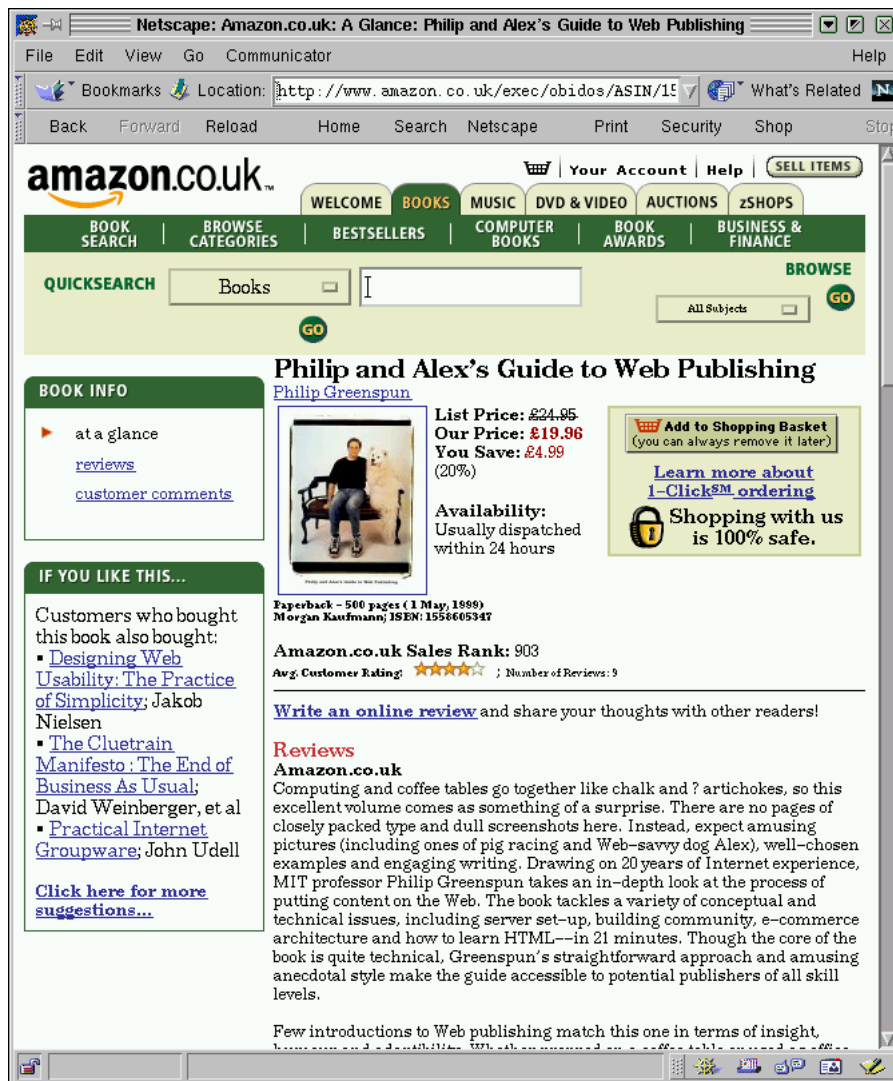 Netscape: Amazon.co.uk: A Glance: Philip and Alex's Guide to Web Publishing
File Edit View Go Communicator Help
Bookmarks Location: http://www.amazon.co.uk/exec/obidos/ASIN/15 What's Related N
Back Forward Reload Home Search Netscape Print Security Shop Stop
amazon.co.uk™
Your Account | Help | SELL ITEMS
WELCOME BOOKS MUSIC DVD & VIDEO AUCTIONS zSHOPS
BOOK SEARCH | BROWSE CATEGORIES | BESTSELLERS | COMPUTER BOOKS | BOOK AWARDS | BUSINESS & FINANCE
QUICKSEARCH Books
GO
BROWSE
All Subjects GO
Philip and Alex's Guide to Web Publishing
Philip Greenspun
BOOK INFO
at a glance
reviews
customer comments
IF YOU LIKE THIS...
Customers who bought
this book also bought:
▪ Designing Web
Usability: The Practice
of Simplicity; Jakob
Nielsen
▪ The Cluetrain
Manifesto : The End of
Business As Usual;
David Weinberger, et al
▪ Practical Internet
Groupware; John Udell
Click here for more
suggestions...
Philip and Alex's Guide to Web Publishing
List Price: £24.95
Our Price: £19.96
You Save: £4.99
(20%)
Availability:
Usually dispatched
within 24 hours
Add to Shopping Basket
(you can always remove it later)
Learn more about
1-Click℠ ordering
Shopping with us
is 100% safe.
Paperback - 500 pages ( 1 May, 1999)
Morgan Kaufmann; ISBN: 1558605347
Amazon.co.uk Sales Rank: 903
Avg. Customer Rating: ; Number of Reviews: 9
Write an online review and share your thoughts with other readers!
Reviews
Amazon.co.uk
Computing and coffee tables go together like chalk and ? artichokes, so this
excellent volume comes as something of a surprise. There are no pages of
closely packed type and dull screenshots here. Instead, expect amusing
pictures (including ones of pig racing and Web-savvy dog Alex), well-chosen
examples and engaging writing. Drawing on 20 years of Internet experience,
MIT professor Philip Greenspun takes an in-depth look at the process of
putting content on the Web. The book tackles a variety of conceptual and
technical issues, including server set-up, building community, e-commerce
architecture and how to learn HTML--in 21 minutes. Though the core of the
book is quite technical, Greenspun's straightforward approach and amusing
anecdotal style make the guide accessible to potential publishers of all skill
levels.
Few introductions to Web publishing match this one in terms of insight,